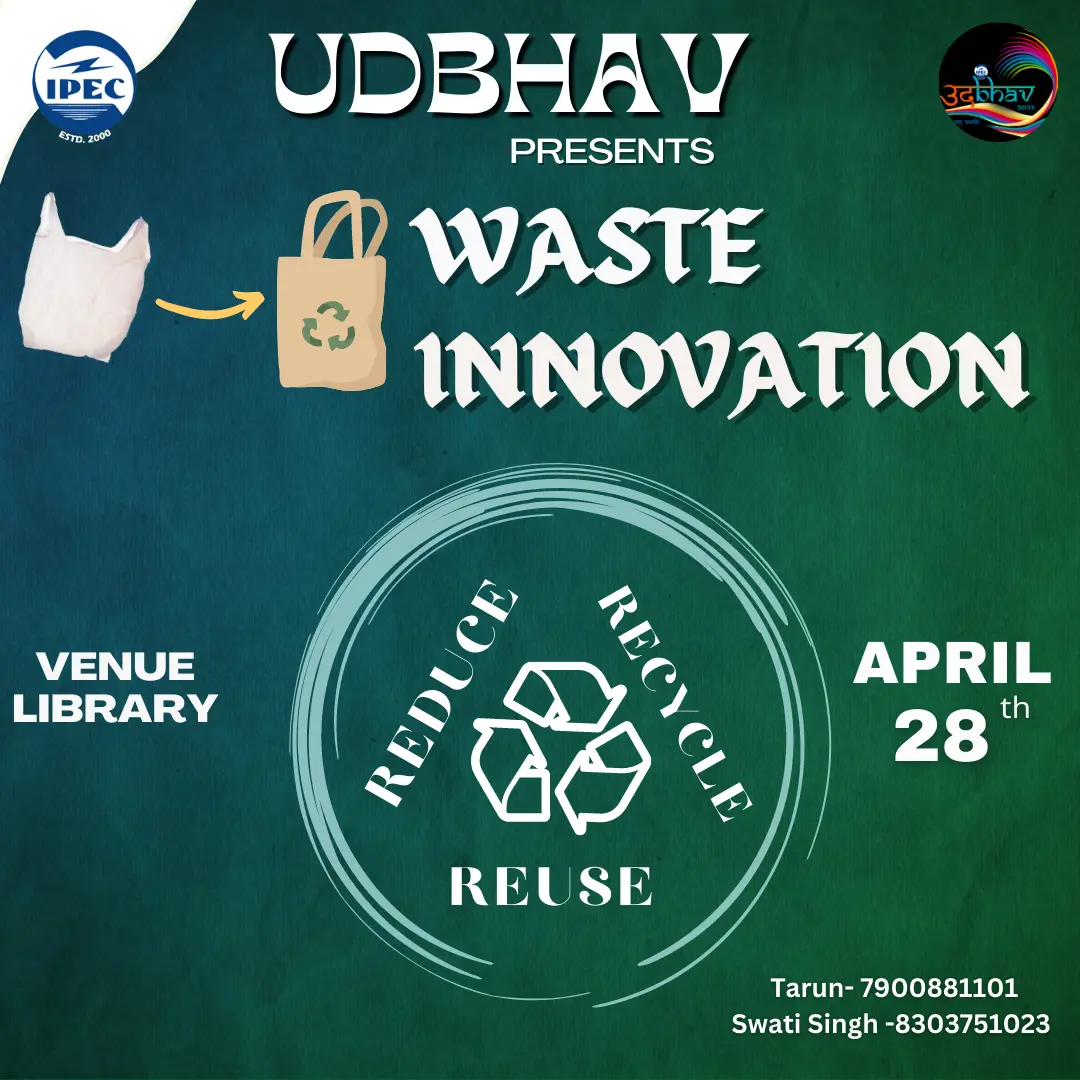 IPEC
ESTD. 2000
UDBHAV
PRESENTS
उदbhav
WASTE
INNOVATION
REDUCE
RECYCLE
REUSE
VENUE
LIBRARY
APRIL
28 th
Tarun- 7900881101
Swati Singh -8303751023